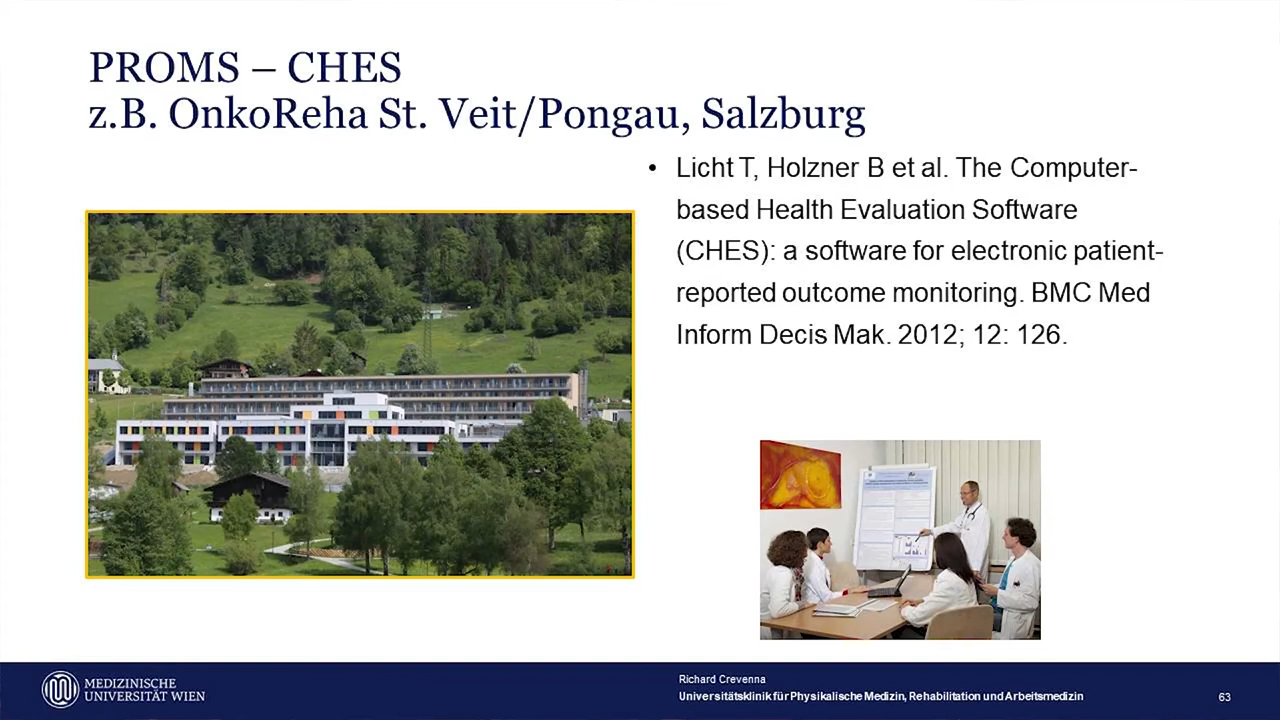 PROMS – CHES
z.B. OnkoReha St. Veit/Pongau, Salzburg
• Licht T, Holzner B et al. The Computer-
based Health Evaluation Software
(CHES): a software for electronic patient-
reported outcome monitoring. BMC Med
Inform Decis Mak. 2012; 12: 126.
MEDIZINISCHE
UNIVERSITÄT WIEN
Richard Crevenna
Universitätsklinik für Physikalische Medizin, Rehabilitation und Arbeitsmedizin
63